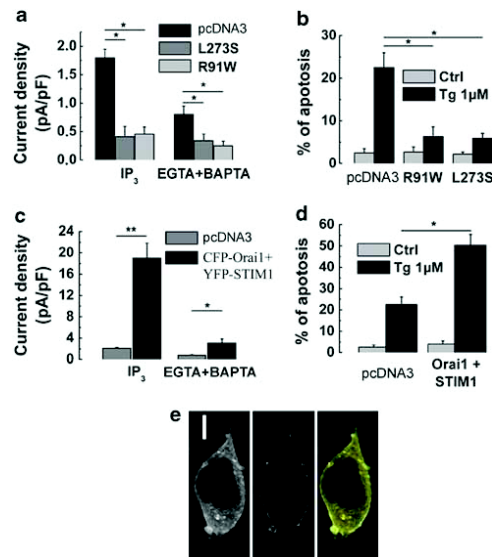 a
Current density
(pA/pF)
2.0
1.5
1.0
0.5
0.0
*
*
*
*
pcDNA3
L273S
R91W
IP3
EGTA+BAPTA
b
% of apotosis
30
20
10
0
*
*
Ctrl
Tg 1μM
pcDNA3 R91W L273S
c
Current density
(pA/pF)
24
20
16
12
8
4
0
**
*
pcDNA3
CFP-Orai1+
YFP-STIM1
IP3
EGTA+BAPTA
d
% of apotosis
60
50
40
30
20
10
0
*
Ctrl
Tg 1μM
pcDNA3
Orai1 +
STIM1
e